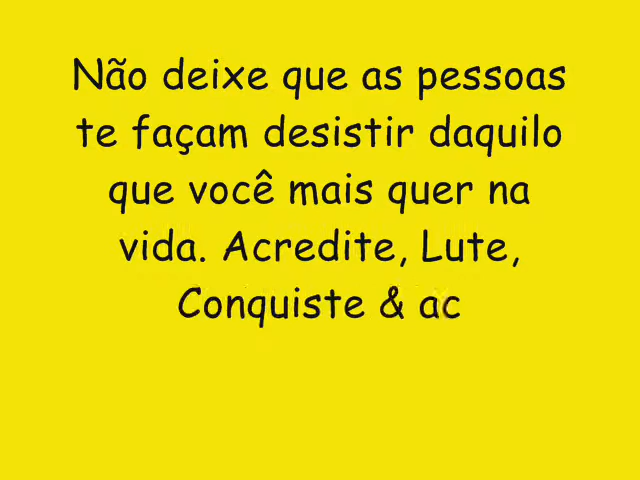 Não deixe que as pessoas
te façam desistir daquilo
que você mais quer na
vida. Acredite, Lute,
Conquiste & ac